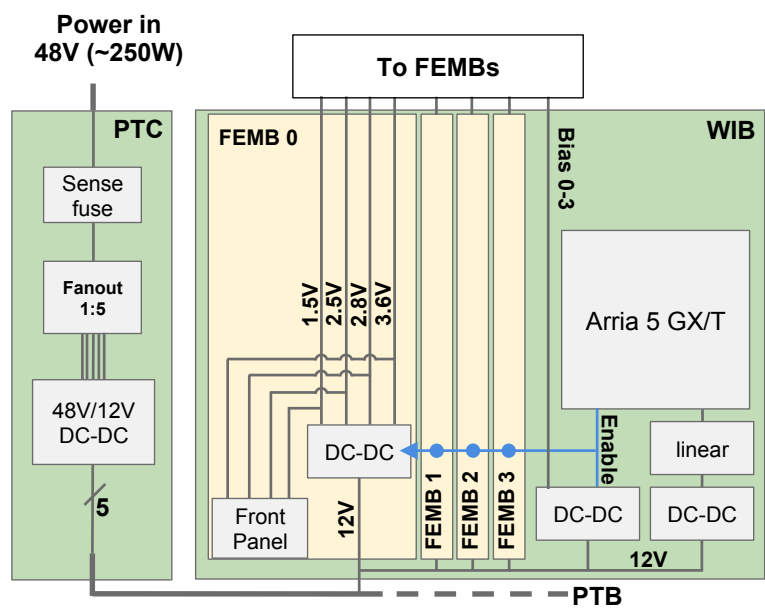 Power in
48V (~250W)
To FEMBs
PTC
FEMB 0
WIB
Bias 0-3
Sense
fuse
Fanout
1:5
1.5V
2.5V
2.8V
3.6V
Arria 5 GX/T
48V/12V
DC-DC
DC-DC
Enable
linear
5
Front
Panel
12V
FEMB 1
FEMB 2
FEMB 3
DC-DC
DC-DC
12V
PTB